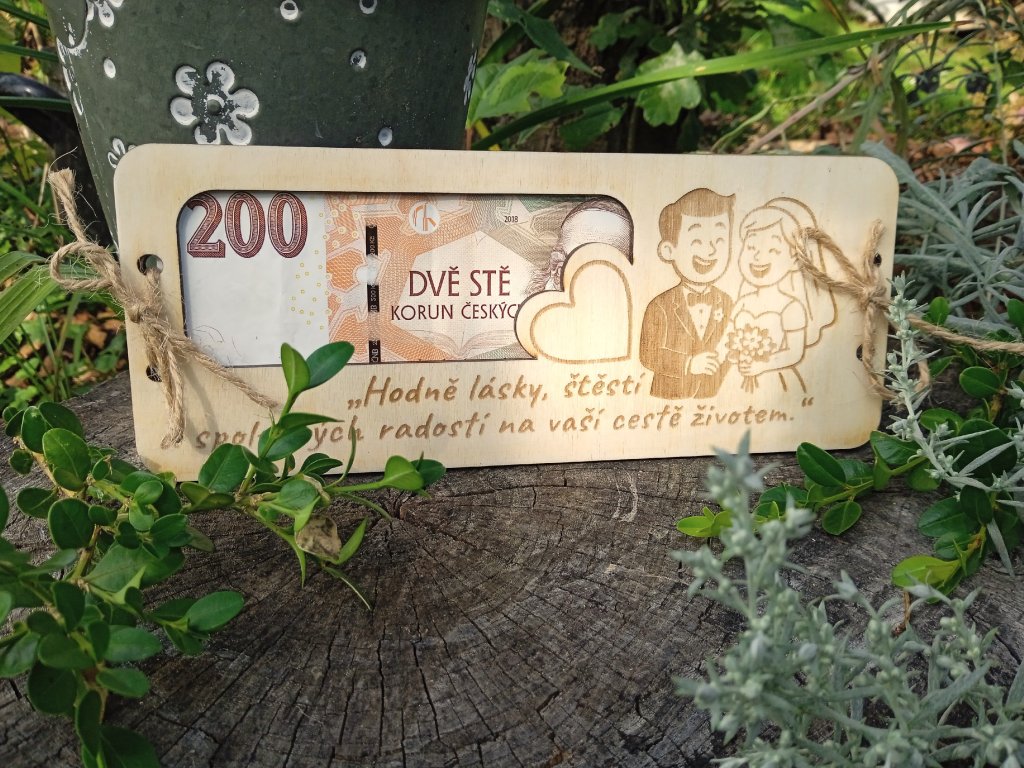 200
2018
DVĚ STĚ
KORUN ČESKÝC
„Hodně lásky, štěstí
radostí na vaší cestě životem.“